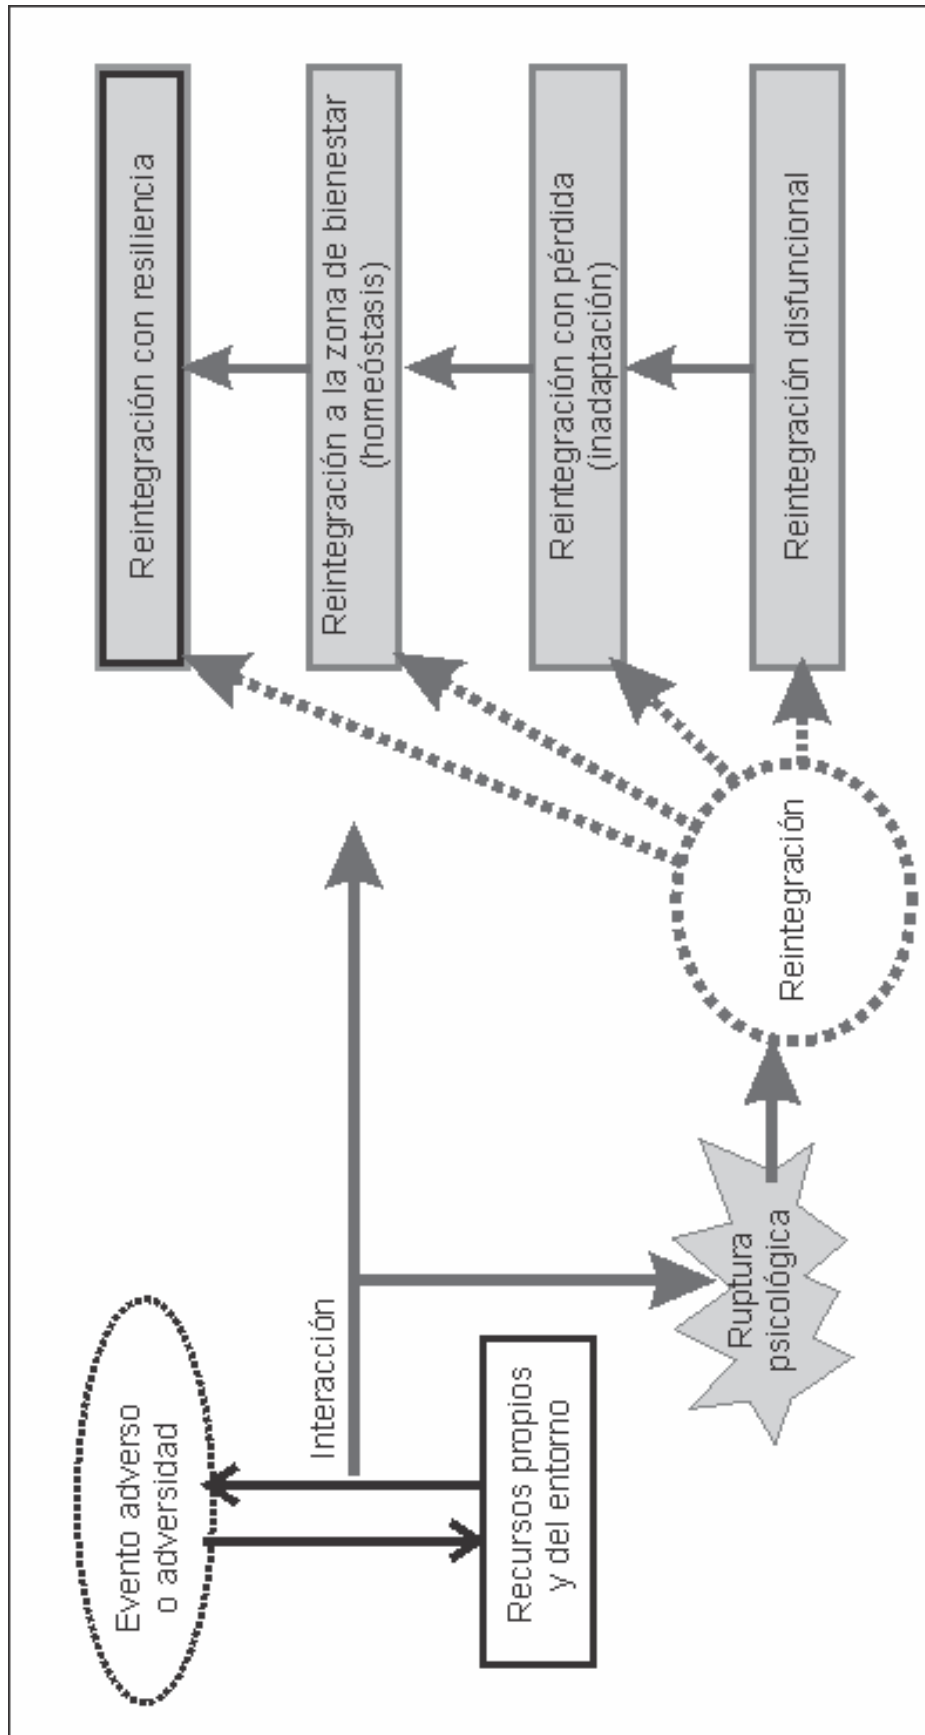 Evento adverso
o adversidad
Interacción
Recursos propios
y del entorno
Ruptura
psicológica
Reintegración
Reintegración con resiliencia
Reintegración a la zona de bienestar
(homeóstasis)
Reintegración con pérdida
(inadaptación)
Reintegración disfuncional